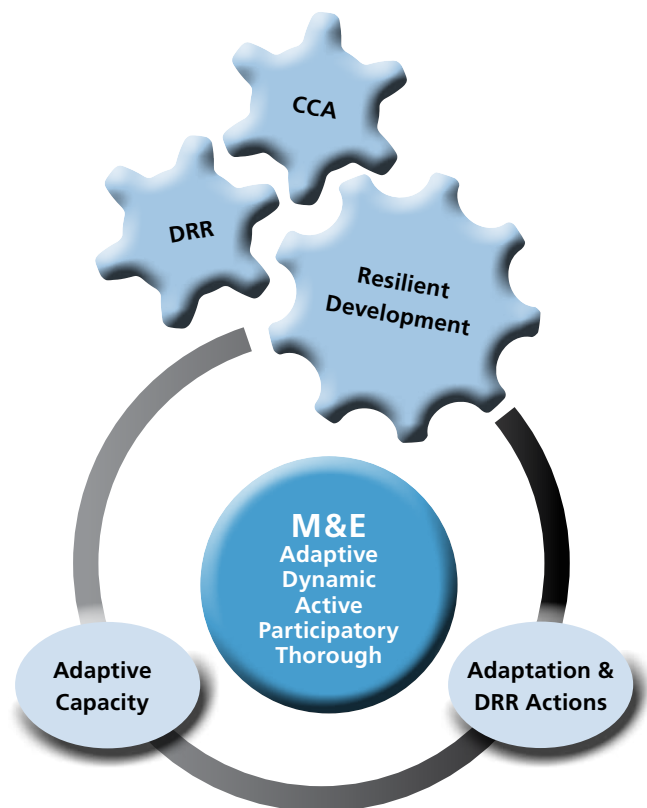 CCA
DRR
Resilient
Development
M&E
Adaptive
Dynamic
Active
Participatory
Thorough
Adaptive
Capacity
Adaptation &
DRR Actions